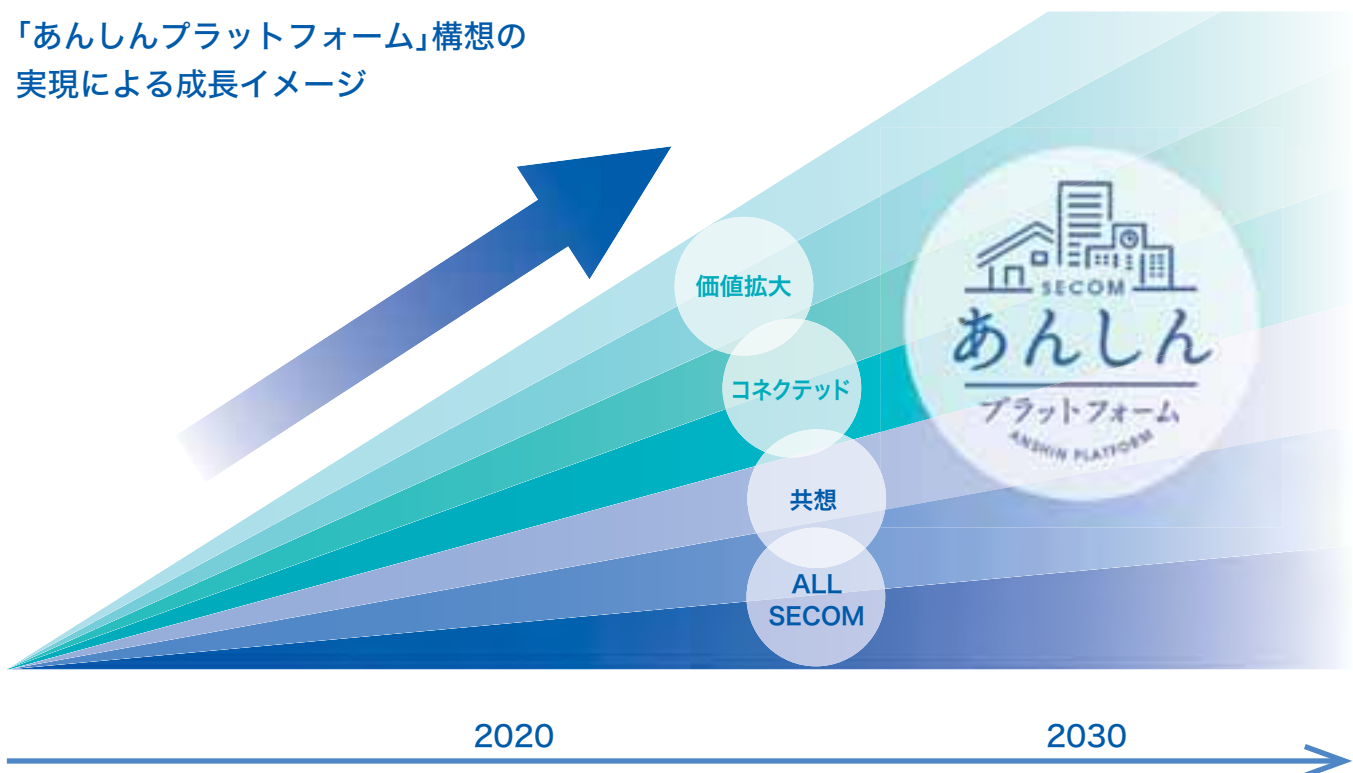 「あんしんプラットフォーム」構想の
実現による成長イメージ
価値拡大
コネクテッド
共想
ALL
SECOM
SECOM
あんしん
プラットフォーム
ANSHIN PLATFORM
2020
2030